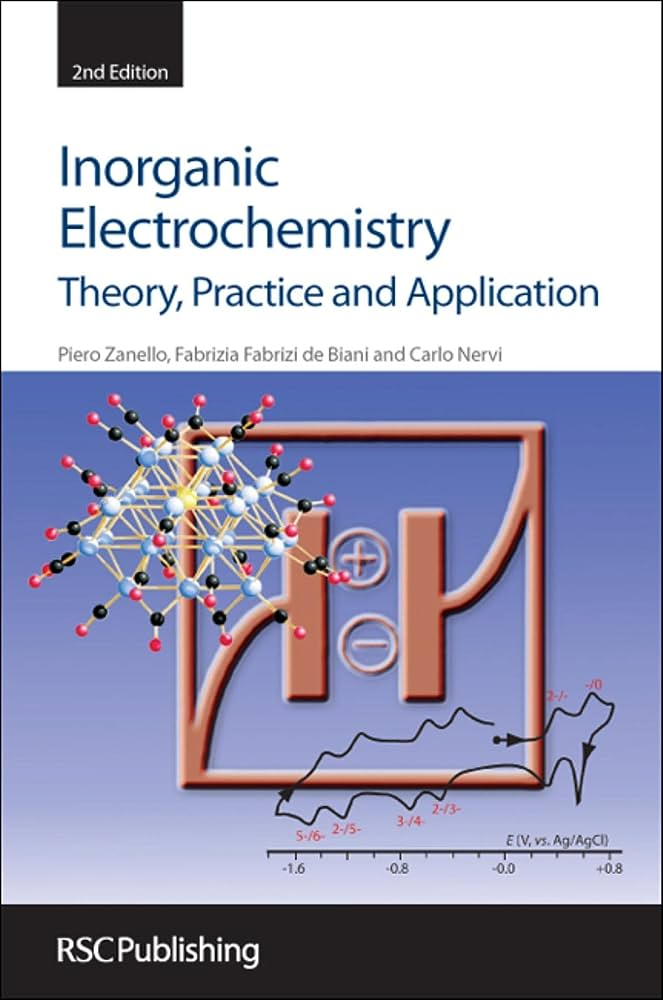 2nd Edition
Inorganic
Electrochemistry
Theory, Practice and Application
Piero Zanello, Fabrizia Fabrizi de Biani and Carlo Nervi
+
−
-/0
2-/-
2-/3-
3-/4-
2-/5-
5-/6-
E (V, vs. Ag/AgCl)
-1.6 -0.8 -0.0 +0.8
RSCPublishing